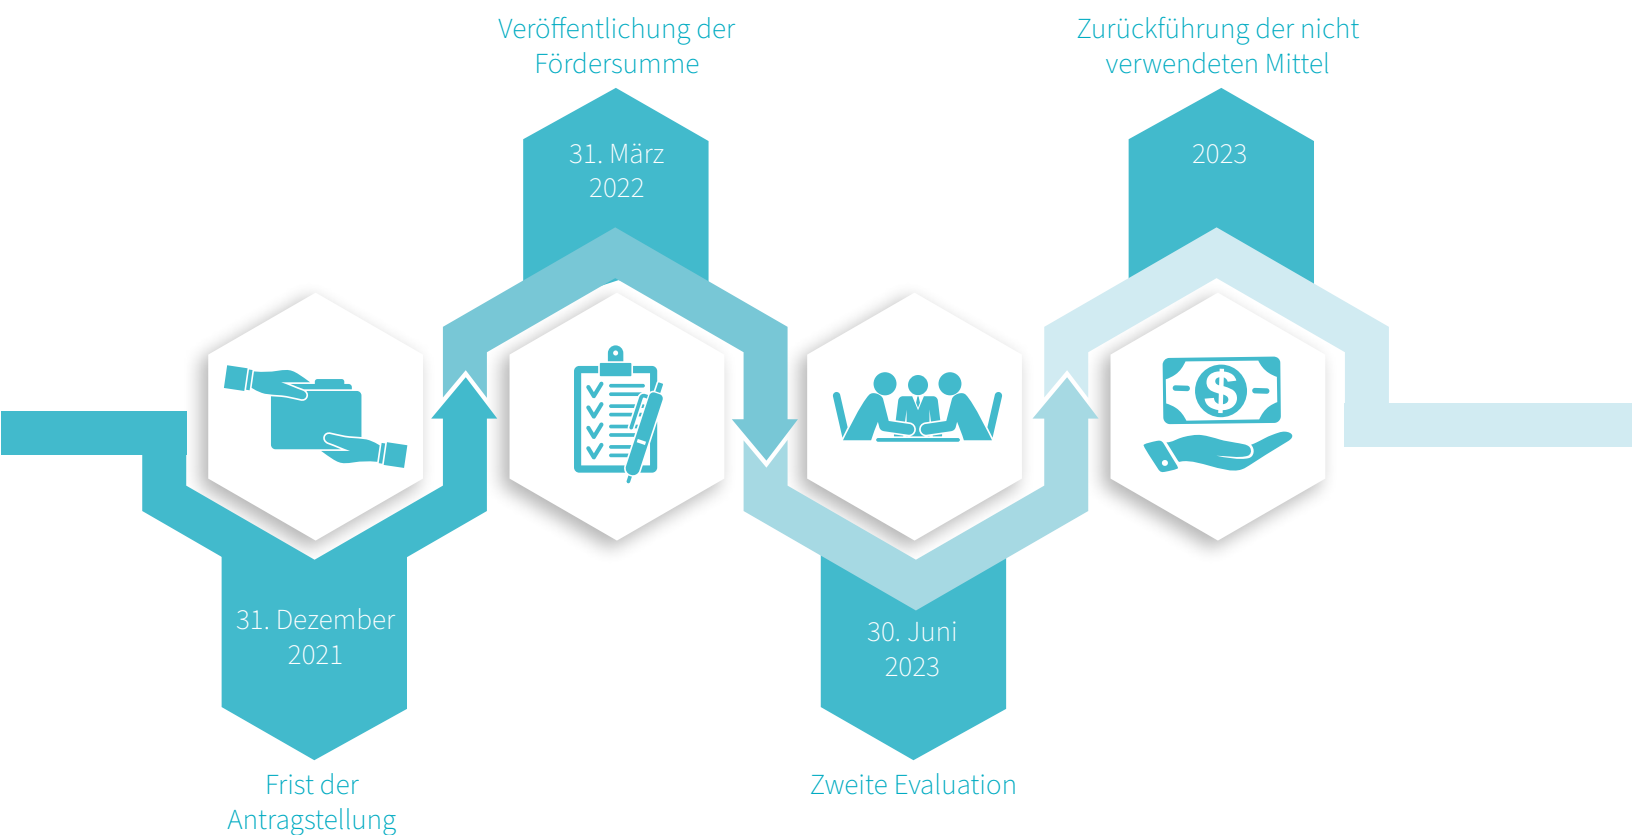 Veröffentlichung der
Fördersumme
31. März
2022
Zurückführung der nicht
verwendeten Mittel
2023
$
31. Dezember
2021
Frist der
Antragstellung
30. Juni
2023
Zweite Evaluation